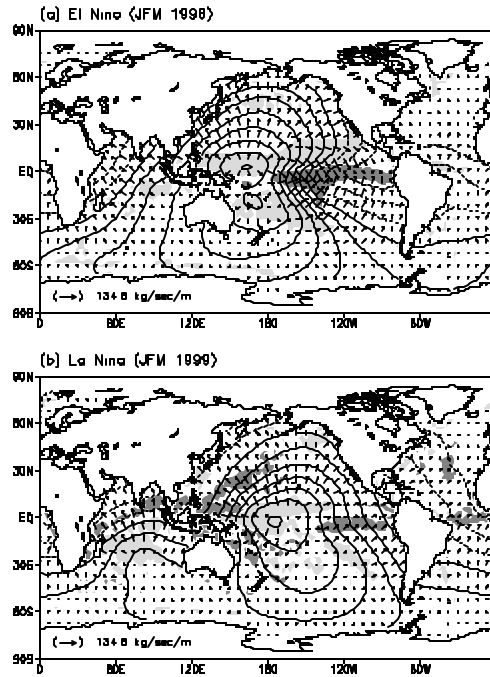 (a) El Nino (JFM 1998)
90N
60N
30N
EQ
30S
60S
90S
(→) 134.8 kg/sec/m
0 60E 120E 180 120W 60W
(b) La Nina (JFM 1999)
90N
60N
30N
EQ
30S
60S
90S
(→) 134.8 kg/sec/m
0 60E 120E 180 120W 60W